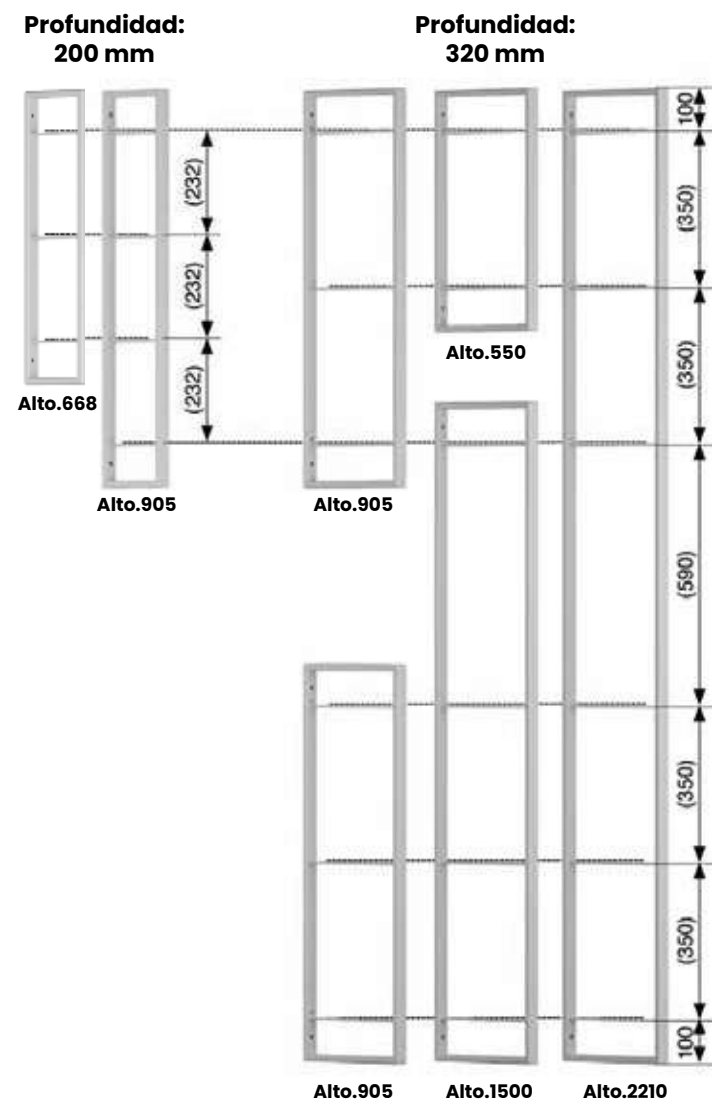 Profundidad:
200 mm
Profundidad:
320 mm
100
(232)
(350)
(232)
Alto.550
(350)
Alto.668
(232)
Alto.905
Alto.905
(590)
(350)
(350)
100
Alto.905
Alto.1500
Alto.2210